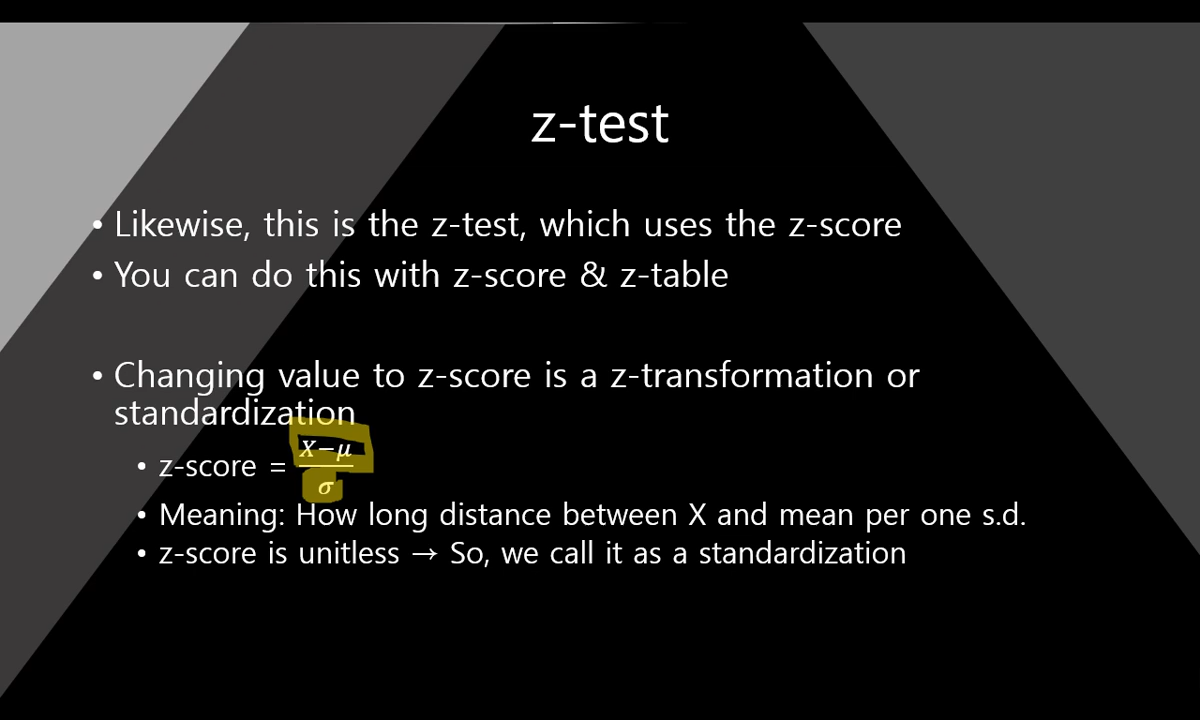 z-test
• Likewise, this is the z-test, which uses the z-score
• You can do this with z-score & z-table
• Changing value to z-score is a z-transformation or
standardization
• z-score = \frac{X-μ}{σ}
• Meaning: How long distance between X and mean per one s.d.
• z-score is unitless → So, we call it as a standardization